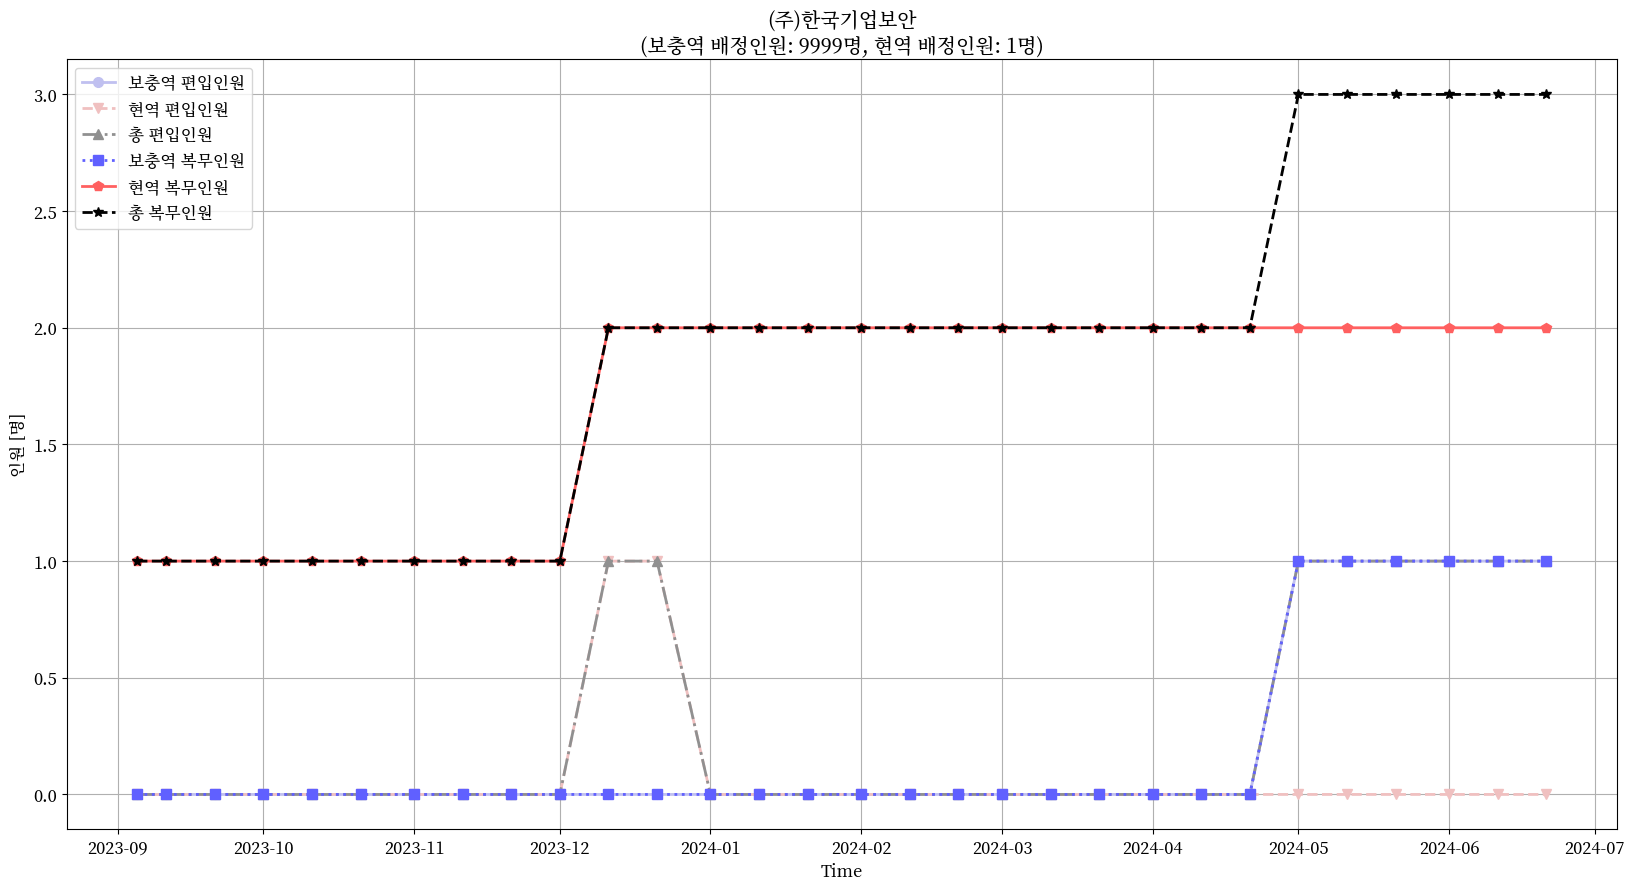 (주)한국기업보안
(보충역 배정인원: 9999명, 현역 배정인원: 1명)
보충역 편입인원
현역 편입인원
총 편입인원
보충역 복무인원
현역 복무인원
총 복무인원
3.0
2.5
2.0
1.5
1.0
0.5
0.0
인원 [명]
2023-09 2023-10 2023-11 2023-12 2024-01 2024-02 2024-03 2024-04 2024-05 2024-06 2024-07
Time